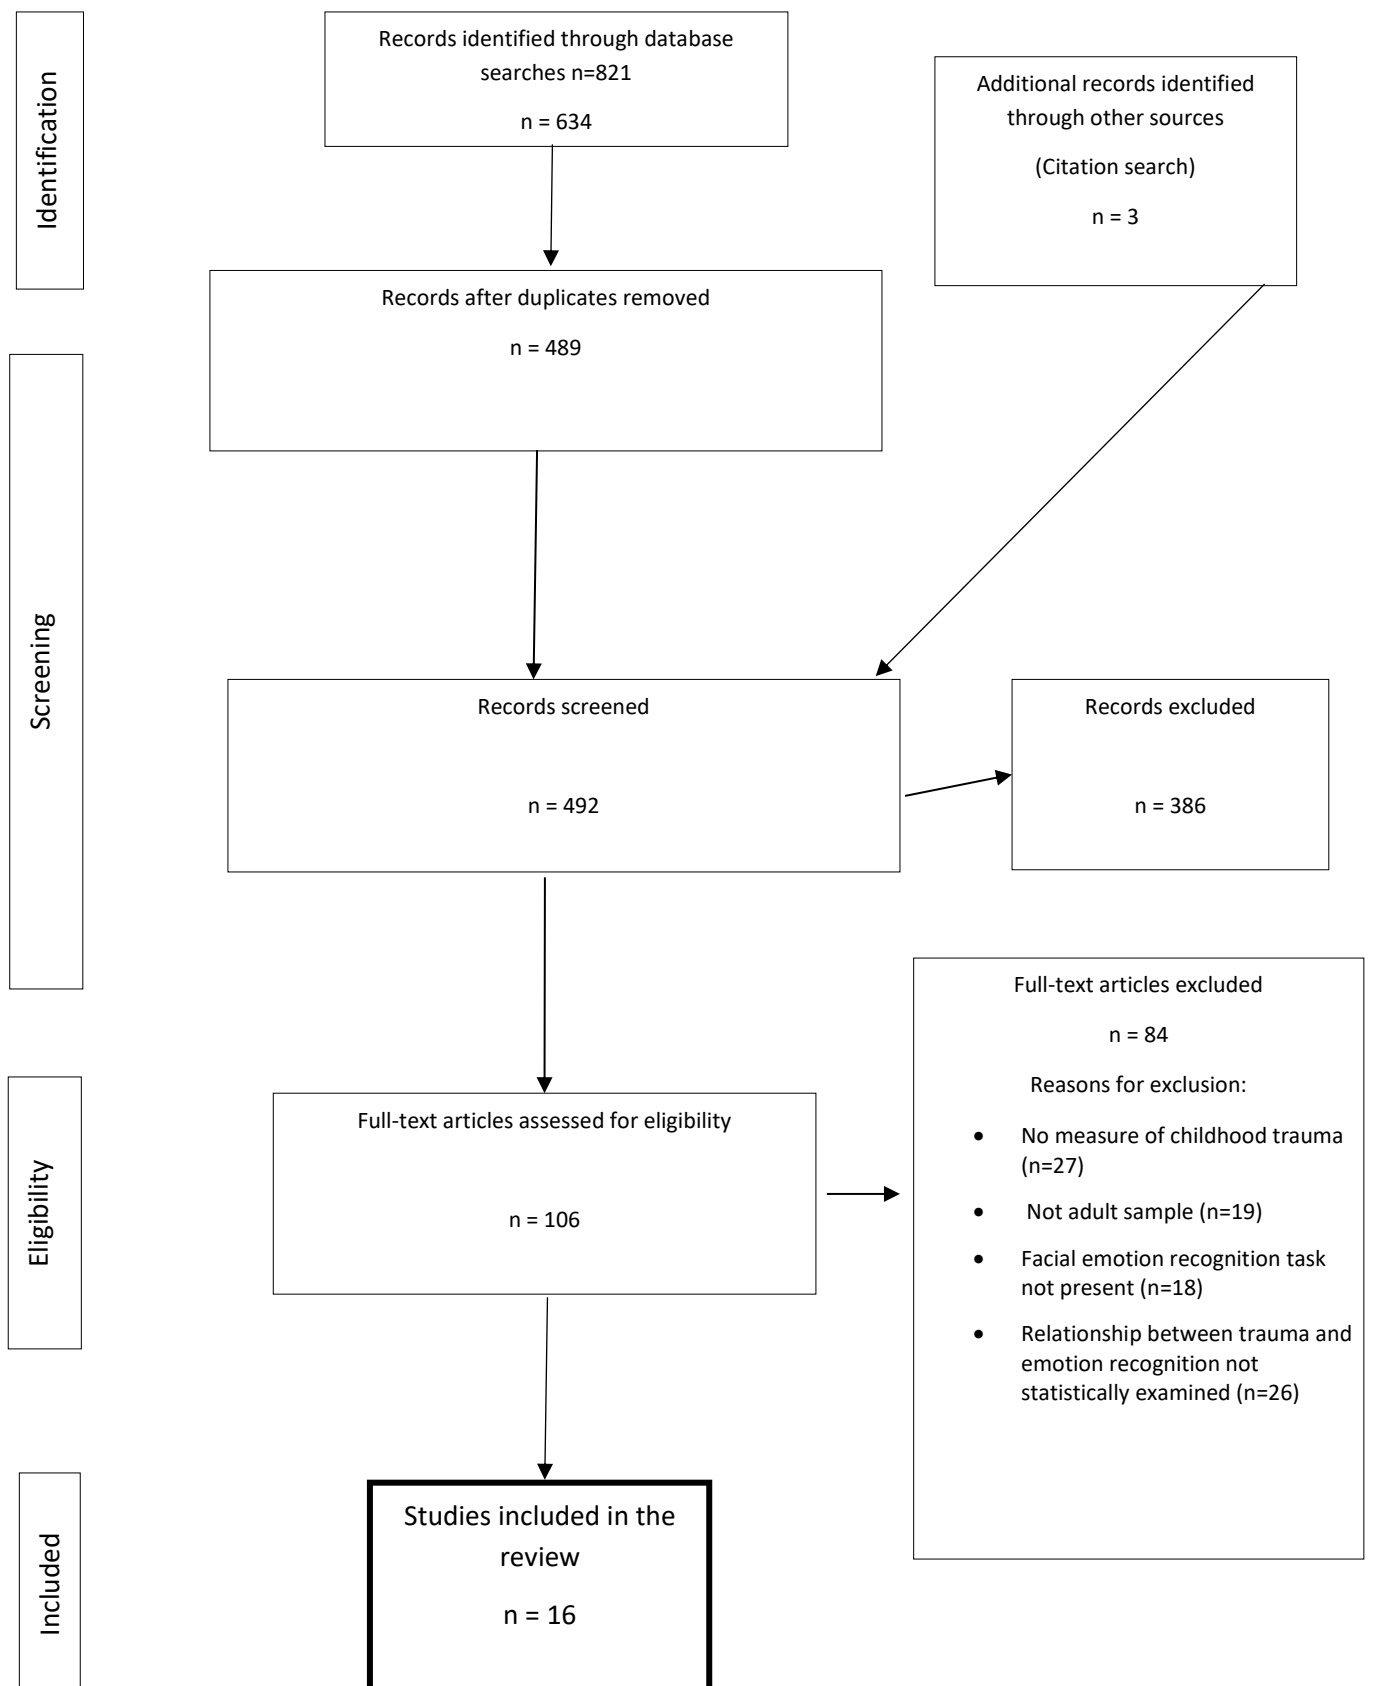 Identification
Records identified through database
searches n=821
n = 634
Additional records identified
through other sources
(Citation search)
n = 3
Records after duplicates removed
n = 489
Screening
Records screened
n = 492
Records excluded
n = 386
Eligibility
Full-text articles assessed for eligibility
n = 106
Full-text articles excluded
n = 84
Reasons for exclusion:
• No measure of childhood trauma
(n=27)
• Not adult sample (n=19)
• Facial emotion recognition task
not present (n=18)
• Relationship between trauma and
emotion recognition not
statistically examined (n=26)
Included
Studies included in the
review
n = 16